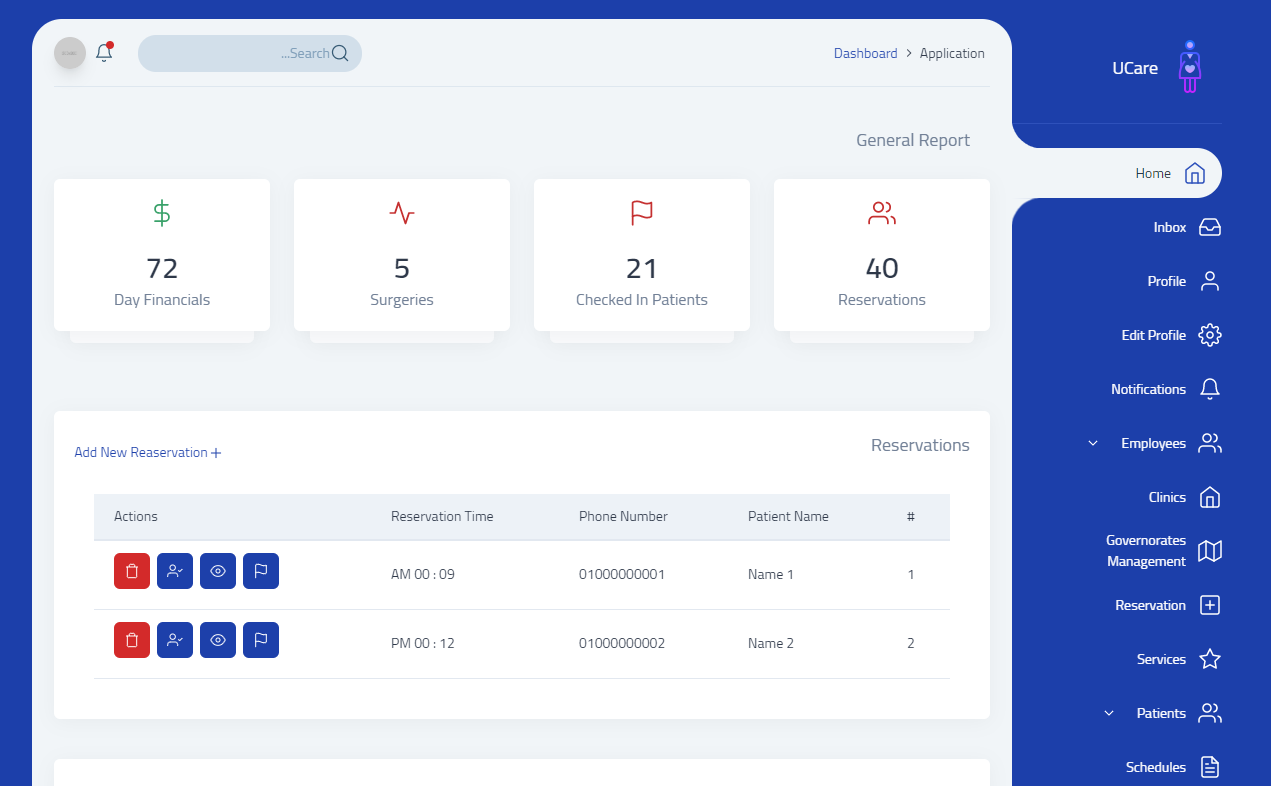 ...Search
Dashboard > Application
UCare
Home
Inbox
Profile
Edit Profile
Notifications
Employees
Clinics
Governorates
Management
Reservation
Services
Patients
Schedules
General Report
72
Day Financials
5
Surgeries
21
Checked In Patients
40
Reservations
Add New Reaservation +
Reservations
Actions Reservation Time Phone Number Patient Name #
AM 00 : 09 01000000001 Name 1 1
PM 00 : 12 01000000002 Name 2 2